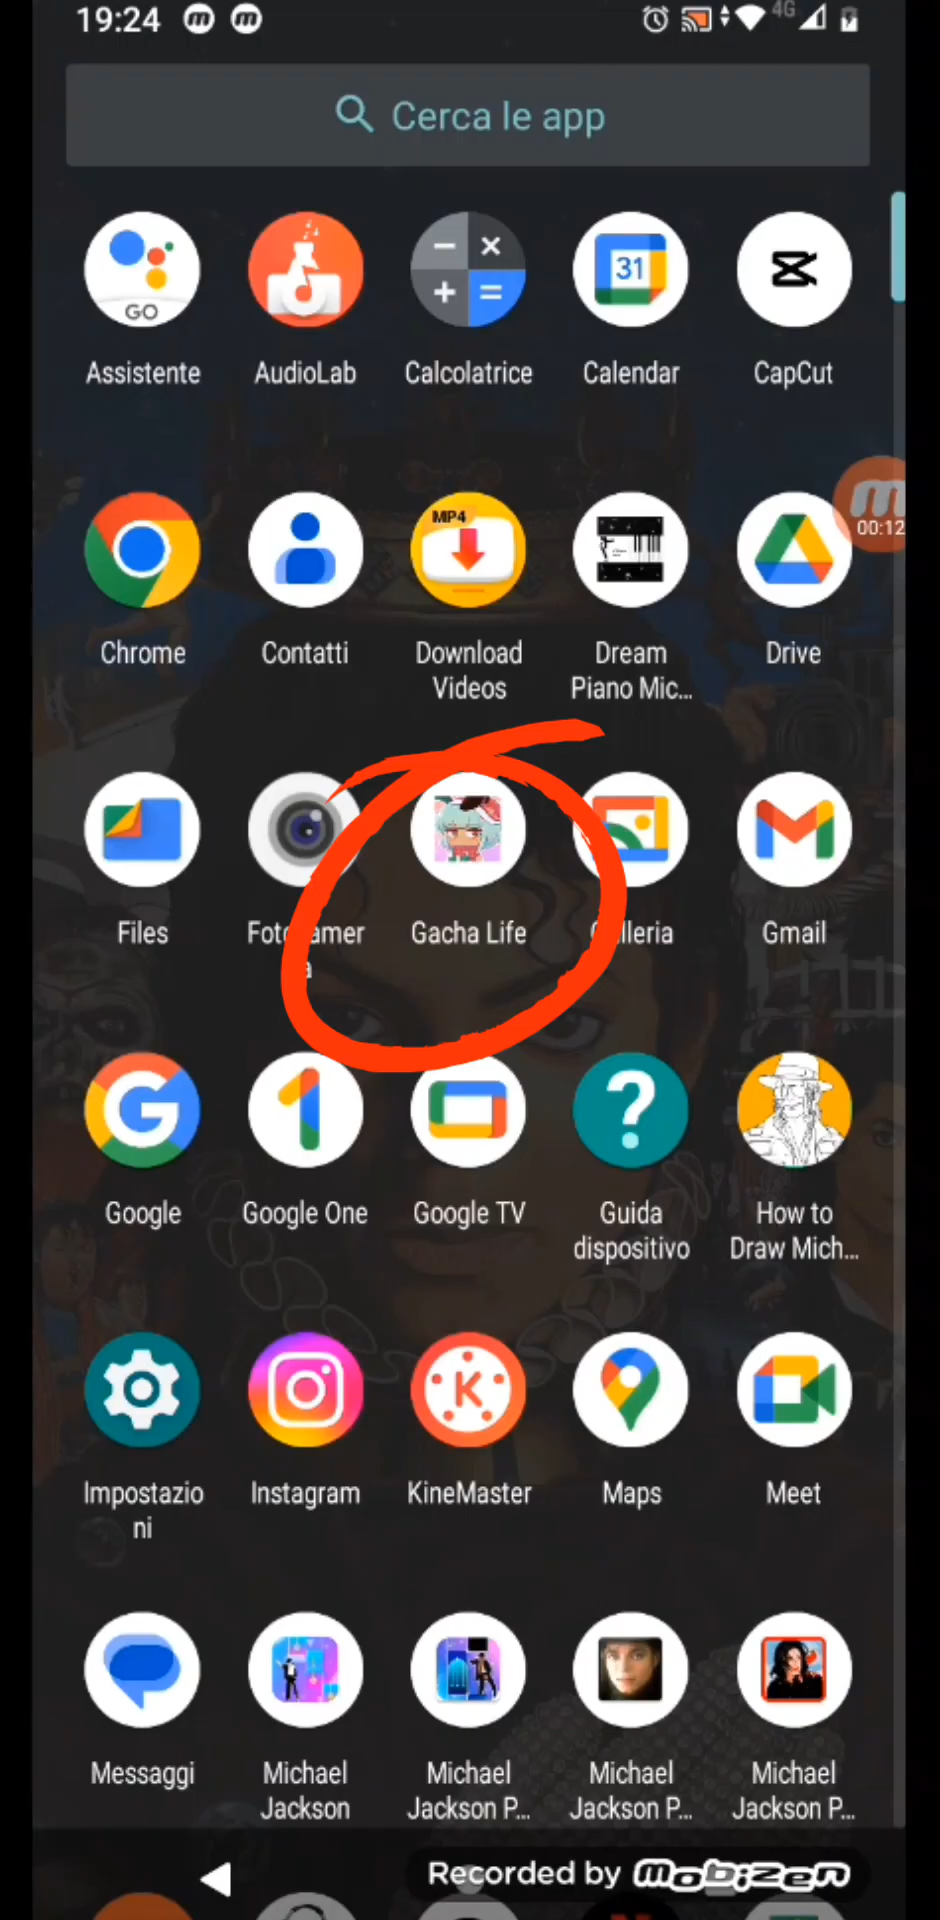 19:24
4G
Cerca le app
GO
31
Assistente
AudioLab
Calcolatrice
Calendar
CapCut
MP4
00:12
Chrome
Contatti
Download
Videos
Dream
Piano Mic...
Drive
Files
Gacha Life
Gmail
Google
Google One
Google TV
Guida
dispositivo
How to
Draw Mich...
K
Impostazio
ni
Instagram
KineMaster
Maps
Meet
Messaggi
Michael
Jackson
Michael
Jackson P...
Michael
Jackson P...
Michael
Jackson P...
Recorded by mobizen